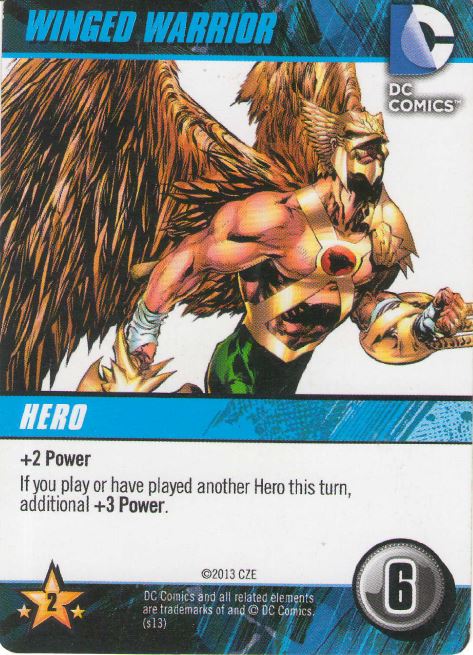 WINGED WARRIOR
DC
DC
COMICS™
HERO
+2 Power
If you play or have played another Hero this turn,
additional +3 Power.
©2013 CZE
2
DC Comics and all related elements
are trademarks of and © DC Comics.
(s13)
6